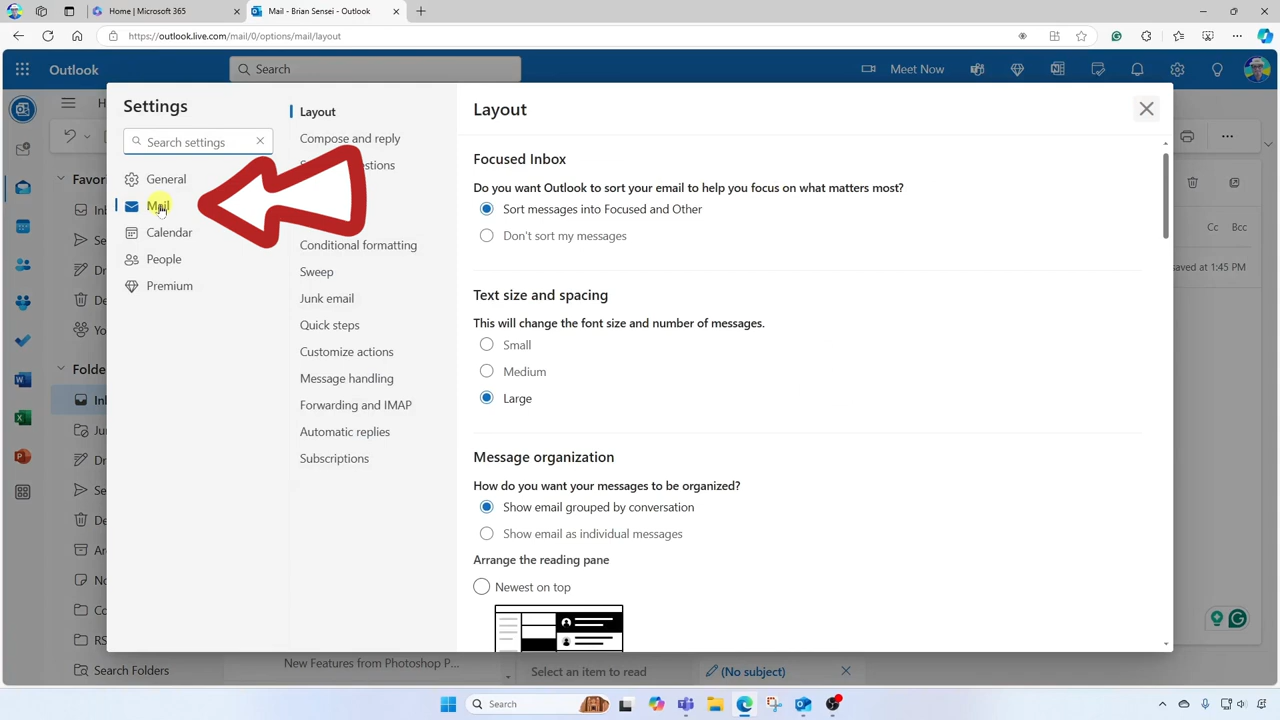 Home | Microsoft 365
Mail - Brian Sensei - Outlook
https://outlook.live.com/mail/0/options/mail/layout
Outlook
Search
Meet Now
Settings
Search settings
General
Mail
Calendar
People
Premium
Layout
Compose and reply
Conditional formatting
Sweep
Junk email
Quick steps
Customize actions
Message handling
Forwarding and IMAP
Automatic replies
Subscriptions
Layout
Focused Inbox
Do you want Outlook to sort your email to help you focus on what matters most?
Sort messages into Focused and Other
Don't sort my messages
Text size and spacing
This will change the font size and number of messages.
Small
Medium
Large
Message organization
How do you want your messages to be organized?
Show email grouped by conversation
Show email as individual messages
Arrange the reading pane
Newest on top
Cc Bcc
at 1:45 PM
Search Folders
New Features from Photoshop P...
Select an item to read
(No subject)
Search